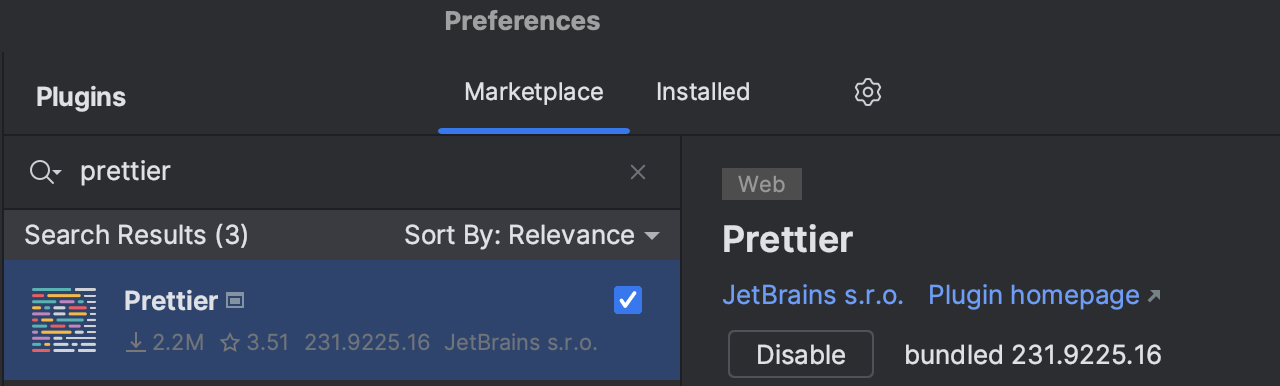 Preferences
Plugins
Marketplace Installed
prettier
Search Results (3) Sort By: Relevance
Prettier
2.2M 3.51 231.9225.16 JetBrains s.r.o.
Web
Prettier
JetBrains s.r.o. Plugin homepage
Disable bundled 231.9225.16